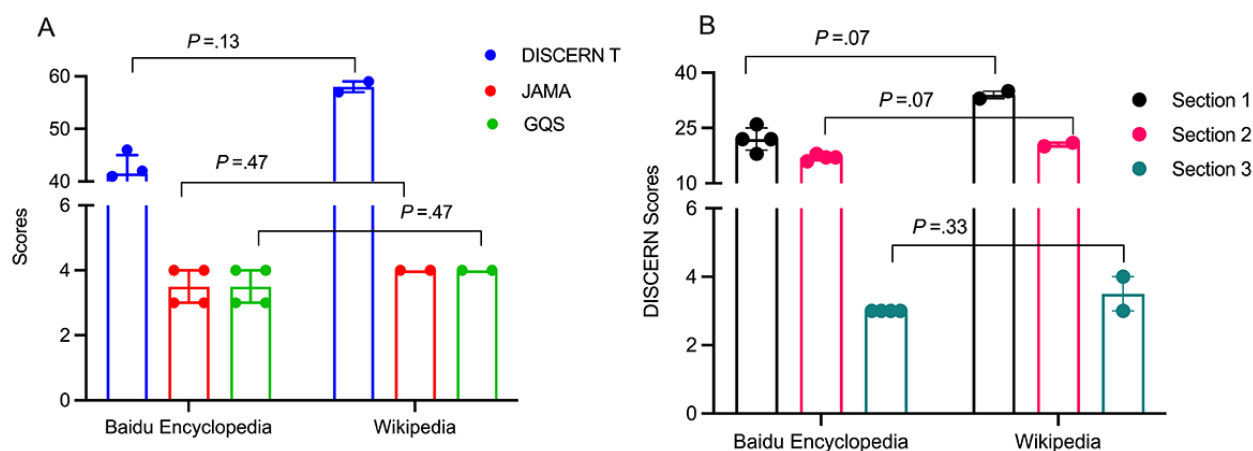 A
P=.13
DISCERN T
JAMA
GQS
60
50
40
P=.47
P=.47
6
4
2
0
Scores
Baidu Encyclopedia
Wikipedia
B
P=.07
Section 1
Section 2
Section 3
40
25
10
P=.07
P=.33
6
4
2
0
DISCERN Scores
Baidu Encyclopedia
Wikipedia